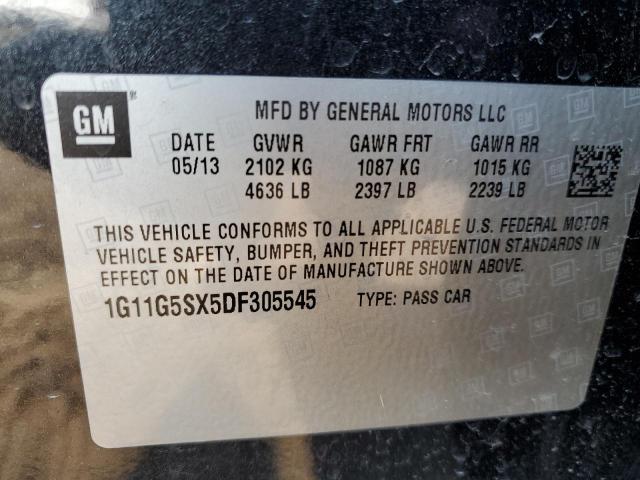 GM
MFD BY GENERAL MOTORS LLC
DATE GVWR GAWR FRT GAWR RR
05/13 2102 KG 1087 KG 1015 KG
4636 LB 2397 LB 2239 LB
THIS VEHICLE CONFORMS TO ALL APPLICABLE U.S. FEDERAL MOTOR
VEHICLE SAFETY, BUMPER, AND THEFT PREVENTION STANDARDS IN
EFFECT ON THE DATE OF MANUFACTURE SHOWN ABOVE.
1G11G5SX5DF305545 TYPE: PASS CAR